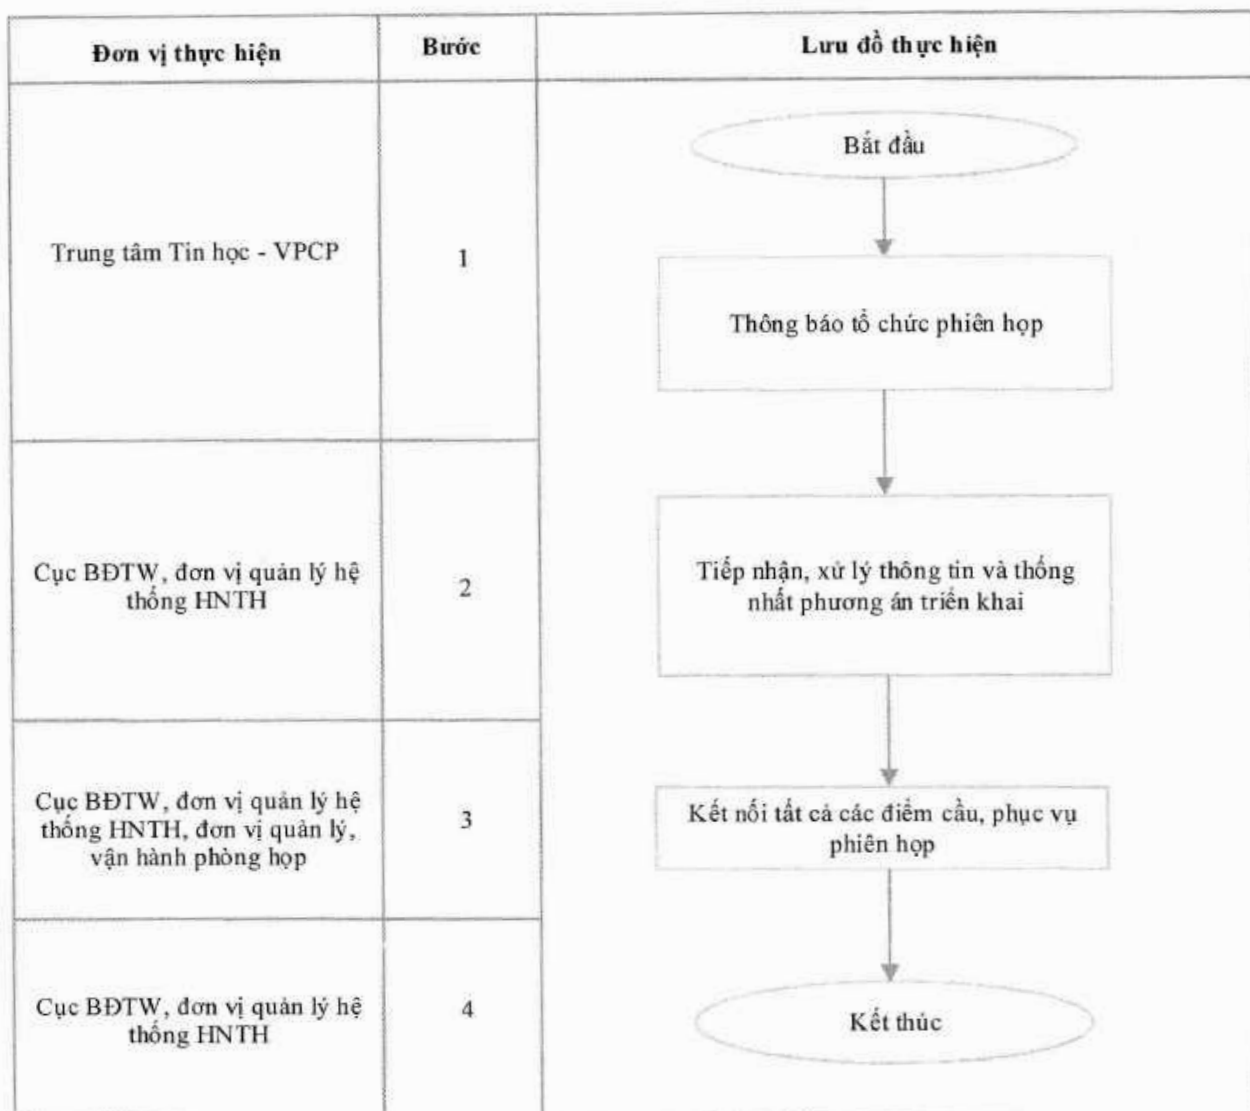 Đơn vị thực hiện
Bước
Lưu đồ thực hiện
Bắt đầu
Trung tâm Tin học - VPCP
1
Thông báo tổ chức phiên họp
Cục BĐTW, đơn vị quản lý hệ
thống HNTH
2
Tiếp nhận, xử lý thông tin và thống
nhất phương án triển khai
Cục BĐTW, đơn vị quản lý hệ
thống HNTH, đơn vị quản lý,
vận hành phòng họp
3
Kết nối tất cả các điểm cầu, phục vụ
phiên họp
Cục BĐTW, đơn vị quản lý hệ
thống HNTH
4
Kết thúc